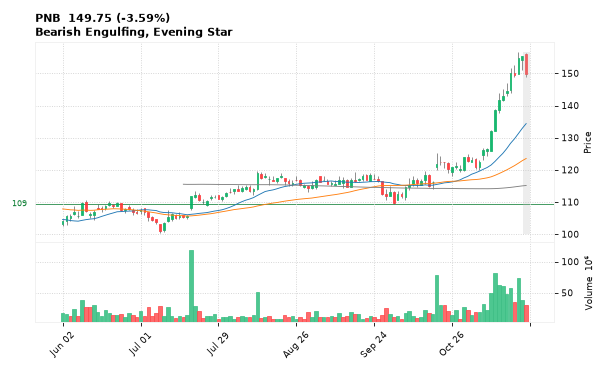 PNB  149.75 (-3.59%)
Bearish Engulfing, Evening Star
150
140
130
120
110
100
109
Price
100
50
Volume 10⁶
Jun 02
Jul 01
Jul 29
Aug 26
Sep 24
Oct 26